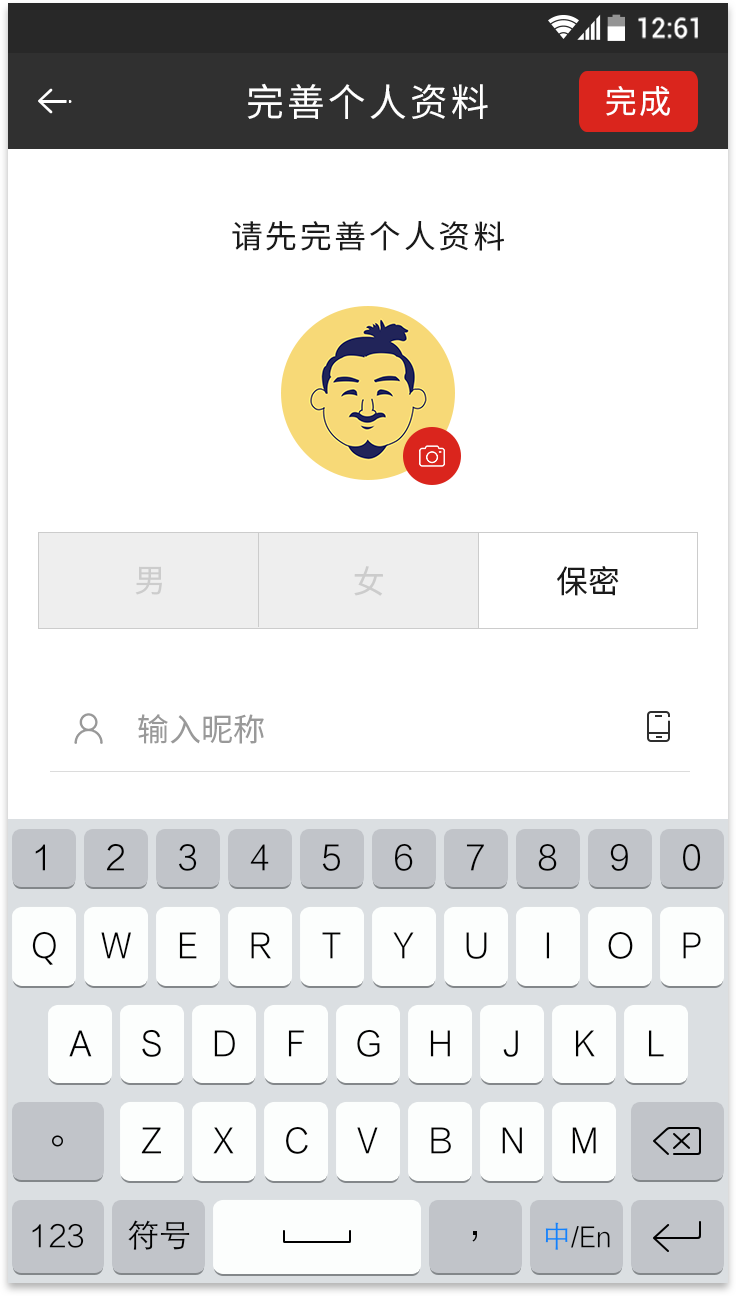 12:61
完善个人资料 完成
请先完善个人资料
男 女 保密
输入昵称
1 2 3 4 5 6 7 8 9 0
Q W E R T Y U I O P
A S D F G H J K L
。 Z X C V B N M
123 符号 ， 中/En